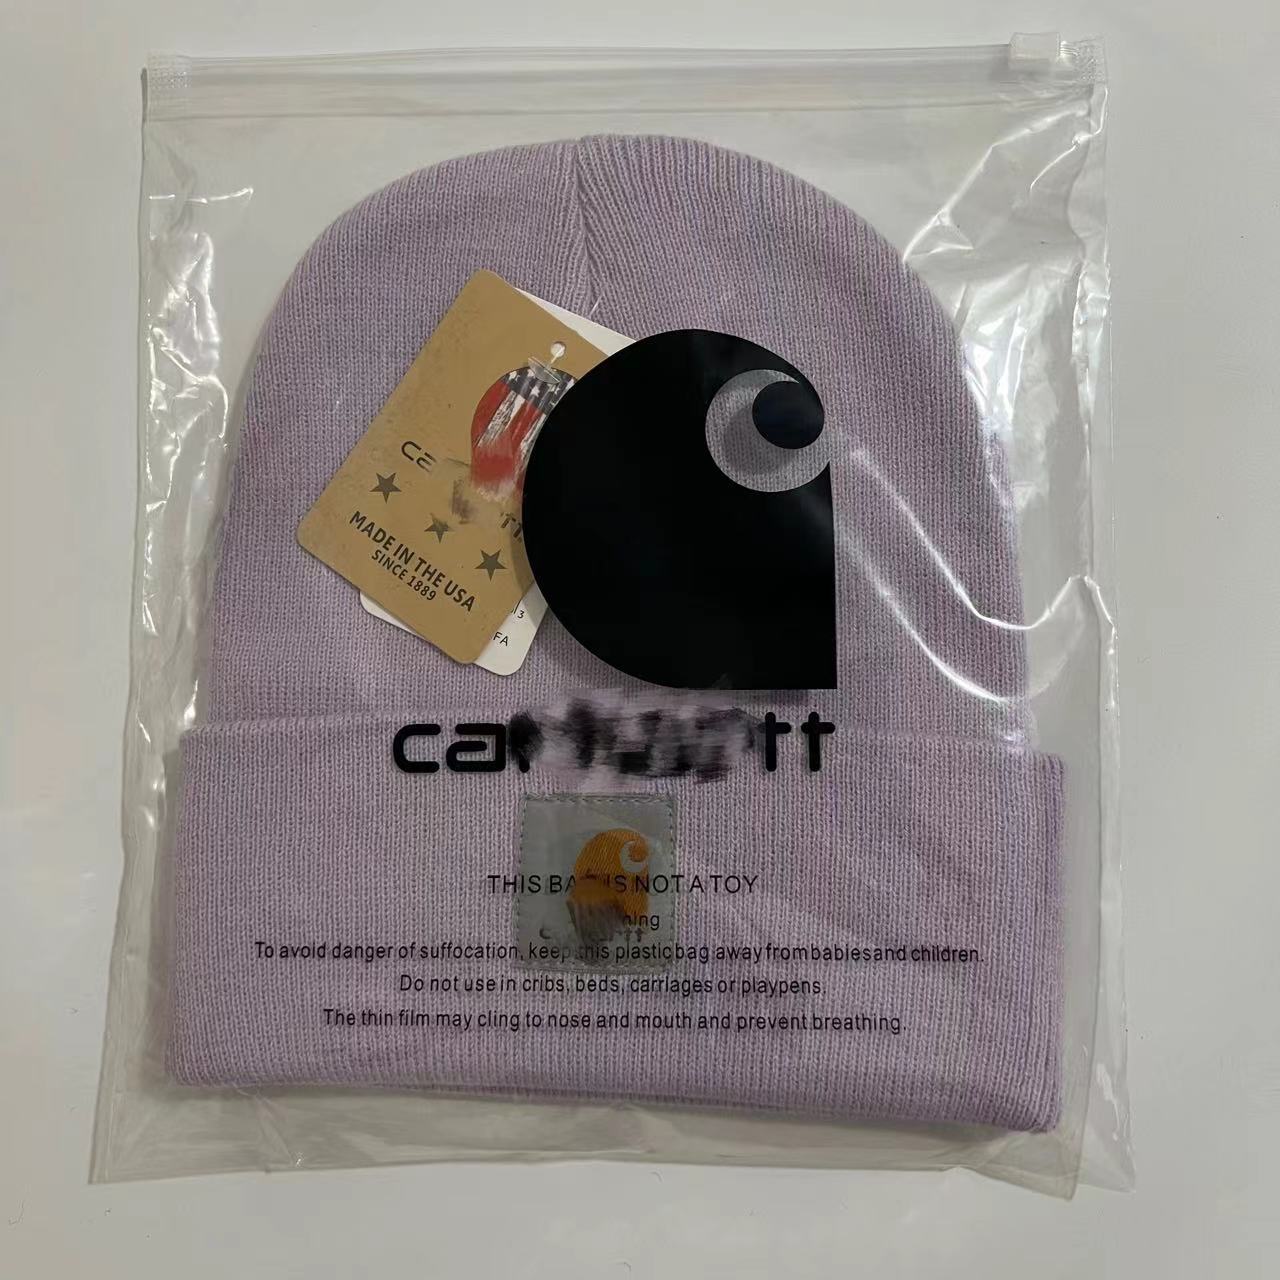 MADE IN THE USA
SINCE 1889
FA
THIS BAG IS NOT A TOY
To avoid danger of suffocation, keep this plastic bag away from babies and children.
Do not use in cribs, beds, carriages or playpens.
The thin film may cling to nose and mouth and prevent breathing.